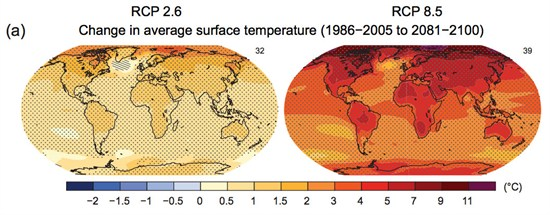 RCP 2.6 RCP 8.5
(a) Change in average surface temperature (1986−2005 to 2081−2100)
32 39
−2 −1.5 −1 −0.5 0 0.5 1 1.5 2 3 4 5 7 9 11 (°C)